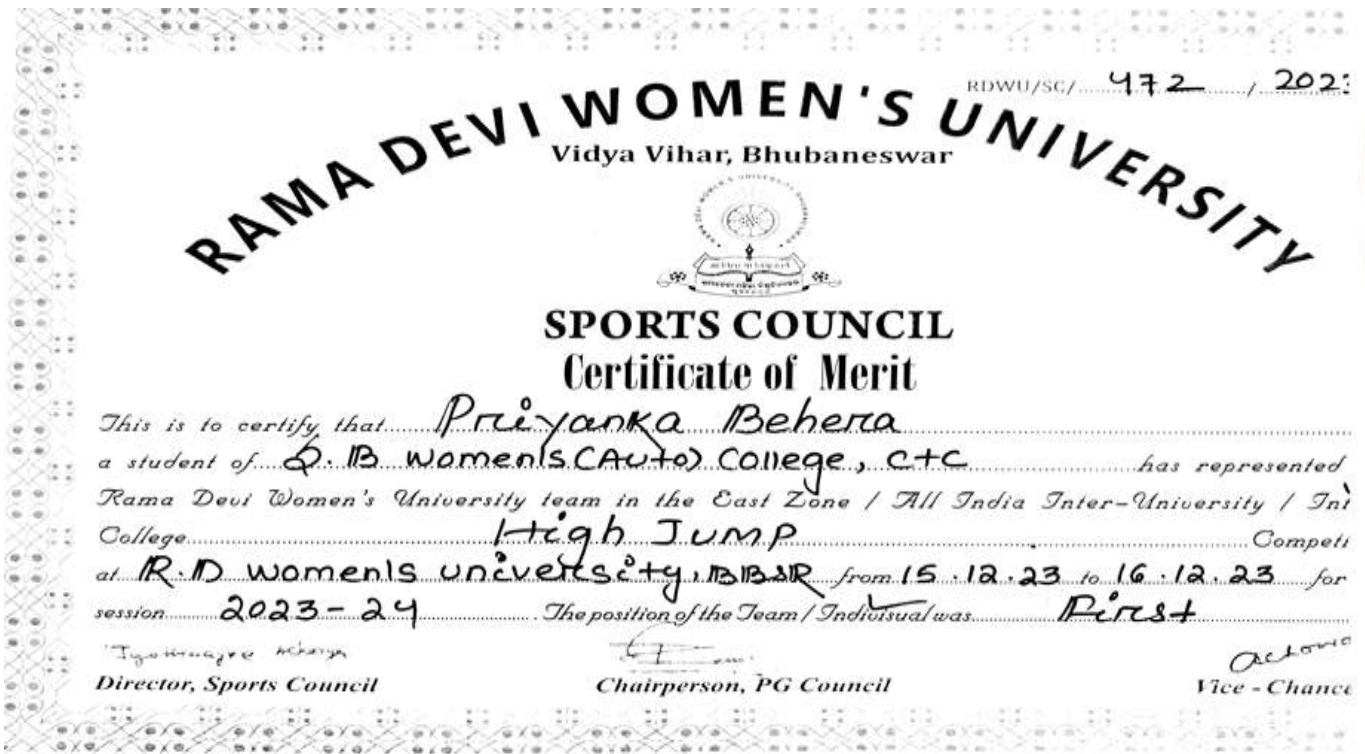 RDWU/SC/ 472 / 202
RAMA DEVI WOMEN'S UNIVERSITY
Vidya Vihar, Bhubaneswar
SPORTS COUNCIL
Certificate of Merit
This is to certify that Priyanka Behera
a student of S.B Women's (Auto) College, CTC has represented
Rama Devi Women's University team in the East Zone / All India Inter-University / Int
College High Jump Competi
at R.D Women's University, BBSR from 15.12.23 to 16.12.23 for
session 2023-24 The position of the Team / Individual was First
Director, Sports Council Chairperson, PG Council Vice - Chance